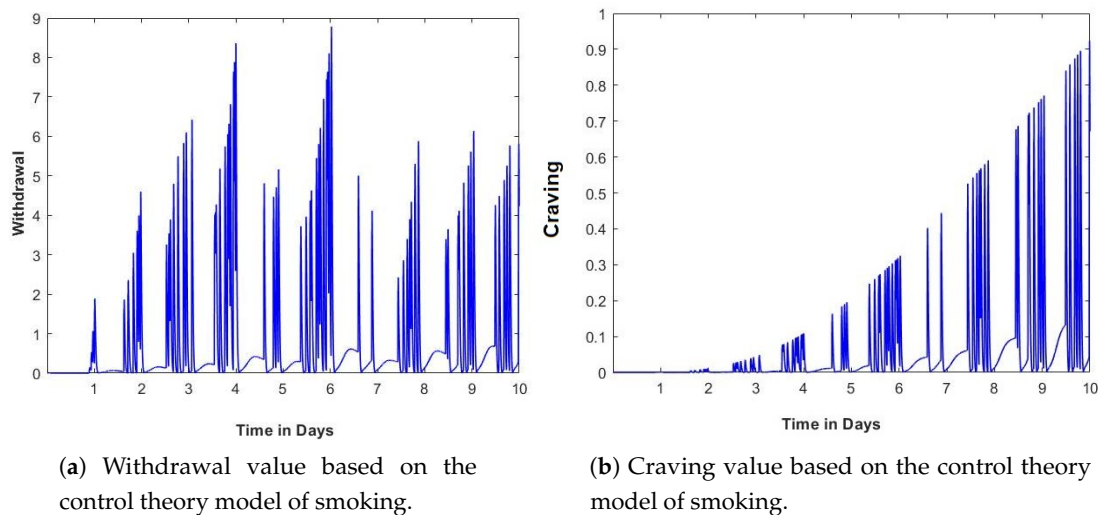 9
8
7
6
5
4
3
2
1
0
Withdrawal
1 2 3 4 5 6 7 8 9 10
Time in Days
(a) Withdrawal value based on the
control theory model of smoking.
1
0.9
0.8
0.7
0.6
0.5
0.4
0.3
0.2
0.1
0
Craving
1 2 3 4 5 6 7 8 9 10
Time in Days
(b) Craving value based on the control theory
model of smoking.